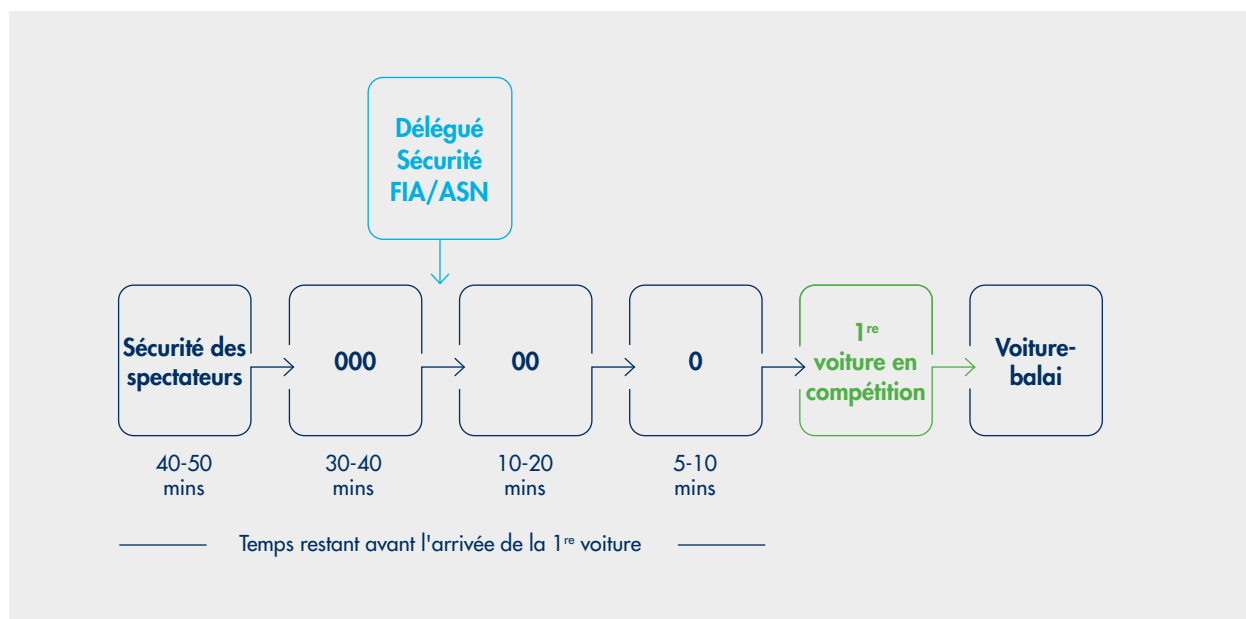 Délégué
Sécurité
FIA/ASN
Sécurité des
spectateurs
000
00
0
1re
voiture en
compétition
Voiture-
balai
40-50
mins
30-40
mins
10-20
mins
5-10
mins
Temps restant avant l'arrivée de la 1re voiture